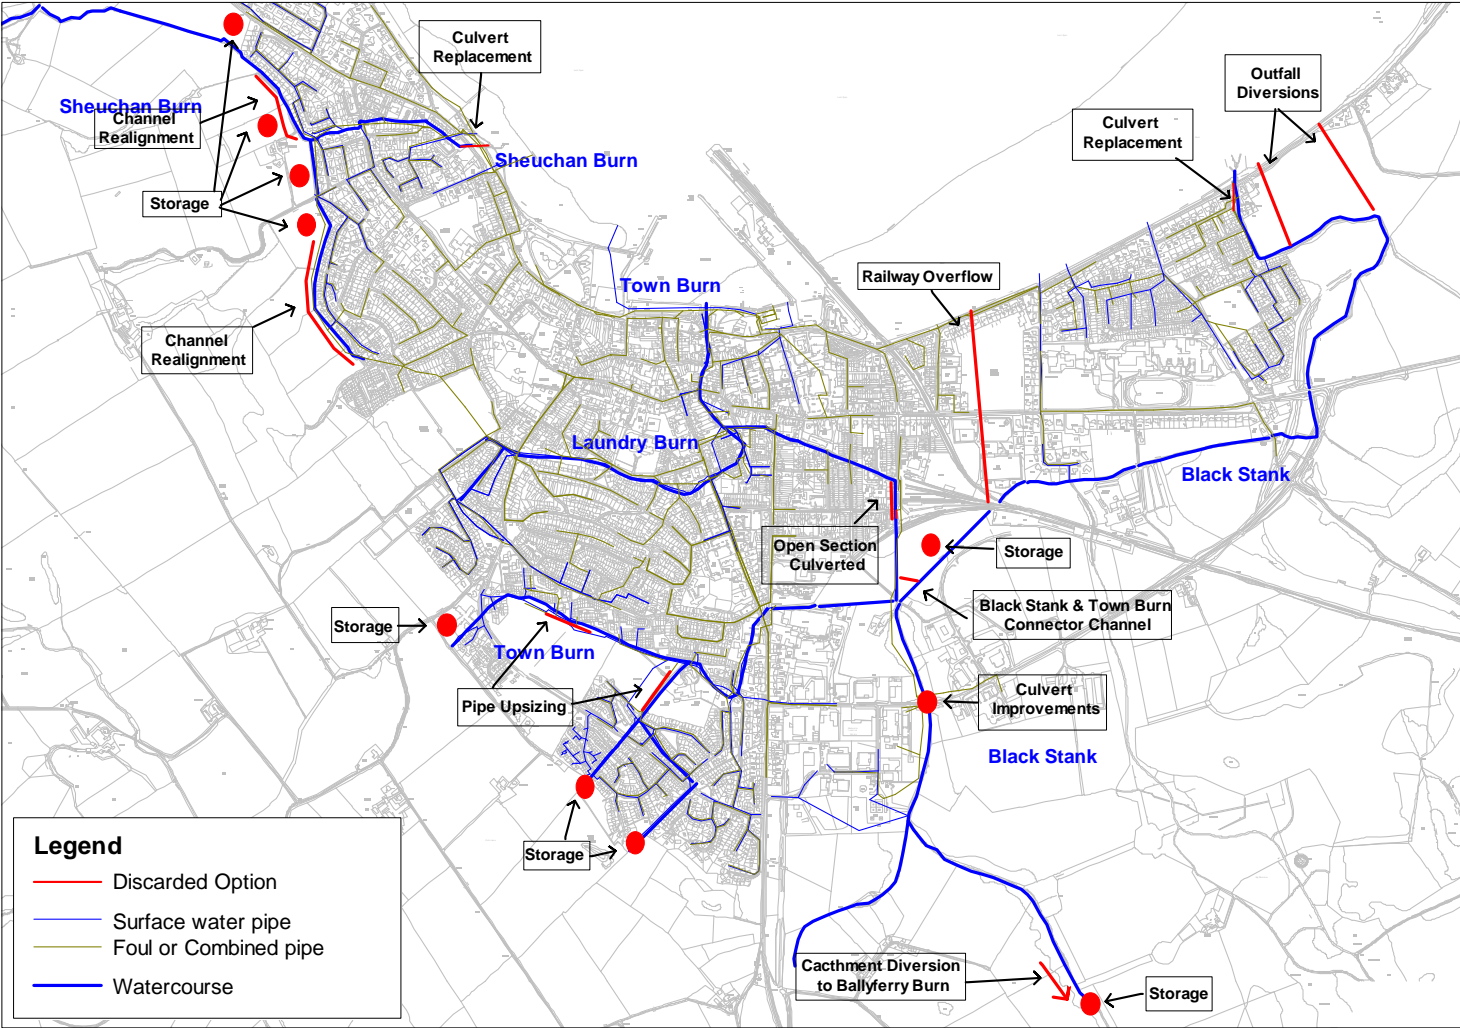 Culvert
Replacement
Outfall
Diversions
Sheuchan Burn
Channel
Realignment
Culvert
Replacement
Sheuchan Burn
Storage
Railway Overflow
Town Burn
Channel
Realignment
Laundry Burn
Black Stank
Open Section
Culverted
Storage
Black Stank & Town Burn
Connector Channel
Storage
Town Burn
Pipe Upsizing
Culvert
Improvements
Black Stank
Storage
Cacthment Diversion
to Ballyferry Burn
Storage
Legend
Discarded Option
Surface water pipe
Foul or Combined pipe
Watercourse